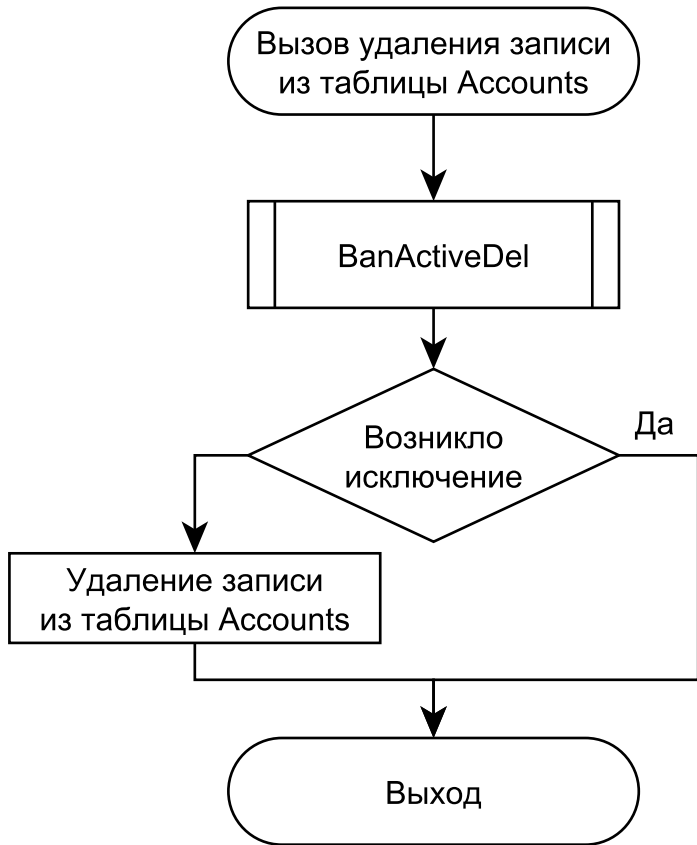 Вызов удаления записи
из таблицы Accounts
BanActiveDel
Да
Возникло
исключение
Удаление записи
из таблицы Accounts
Выход